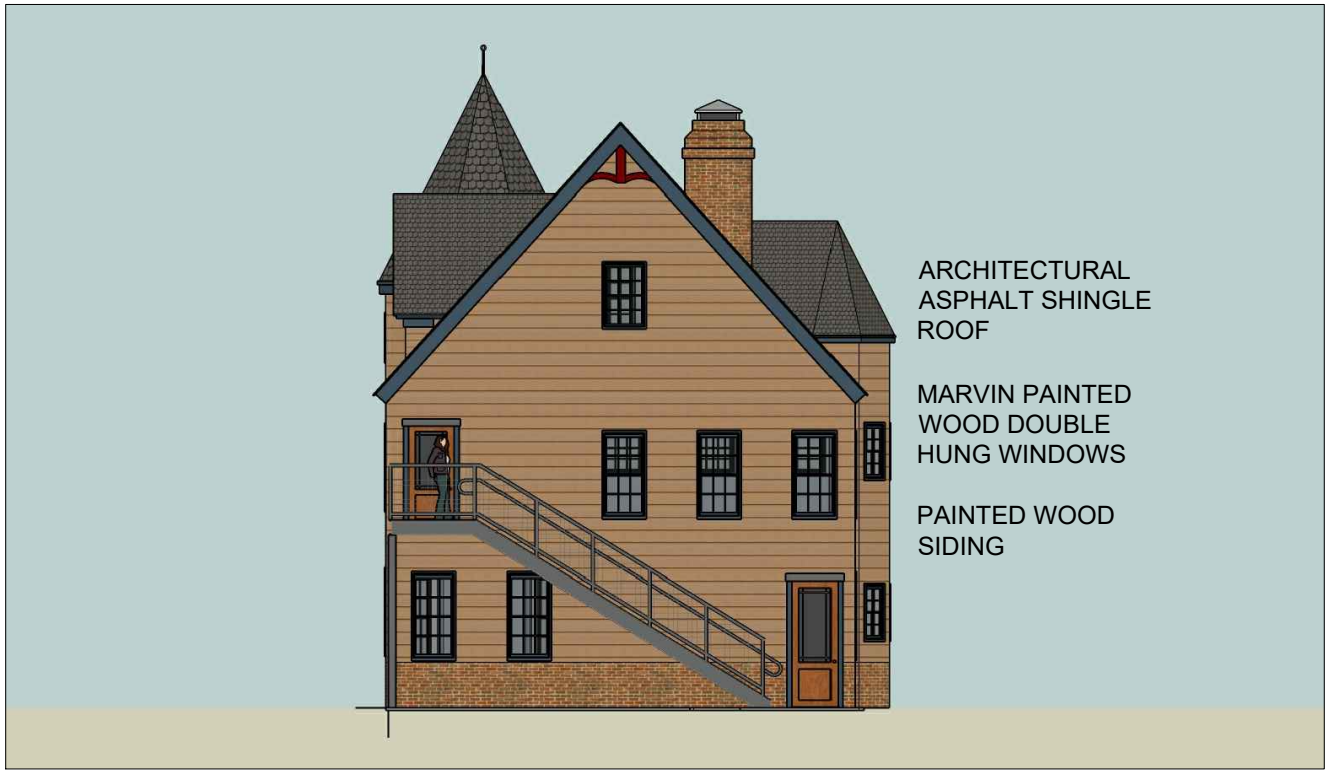 ARCHITECTURAL
ASPHALT SHINGLE
ROOF
MARVIN PAINTED
WOOD DOUBLE
HUNG WINDOWS
PAINTED WOOD
SIDING